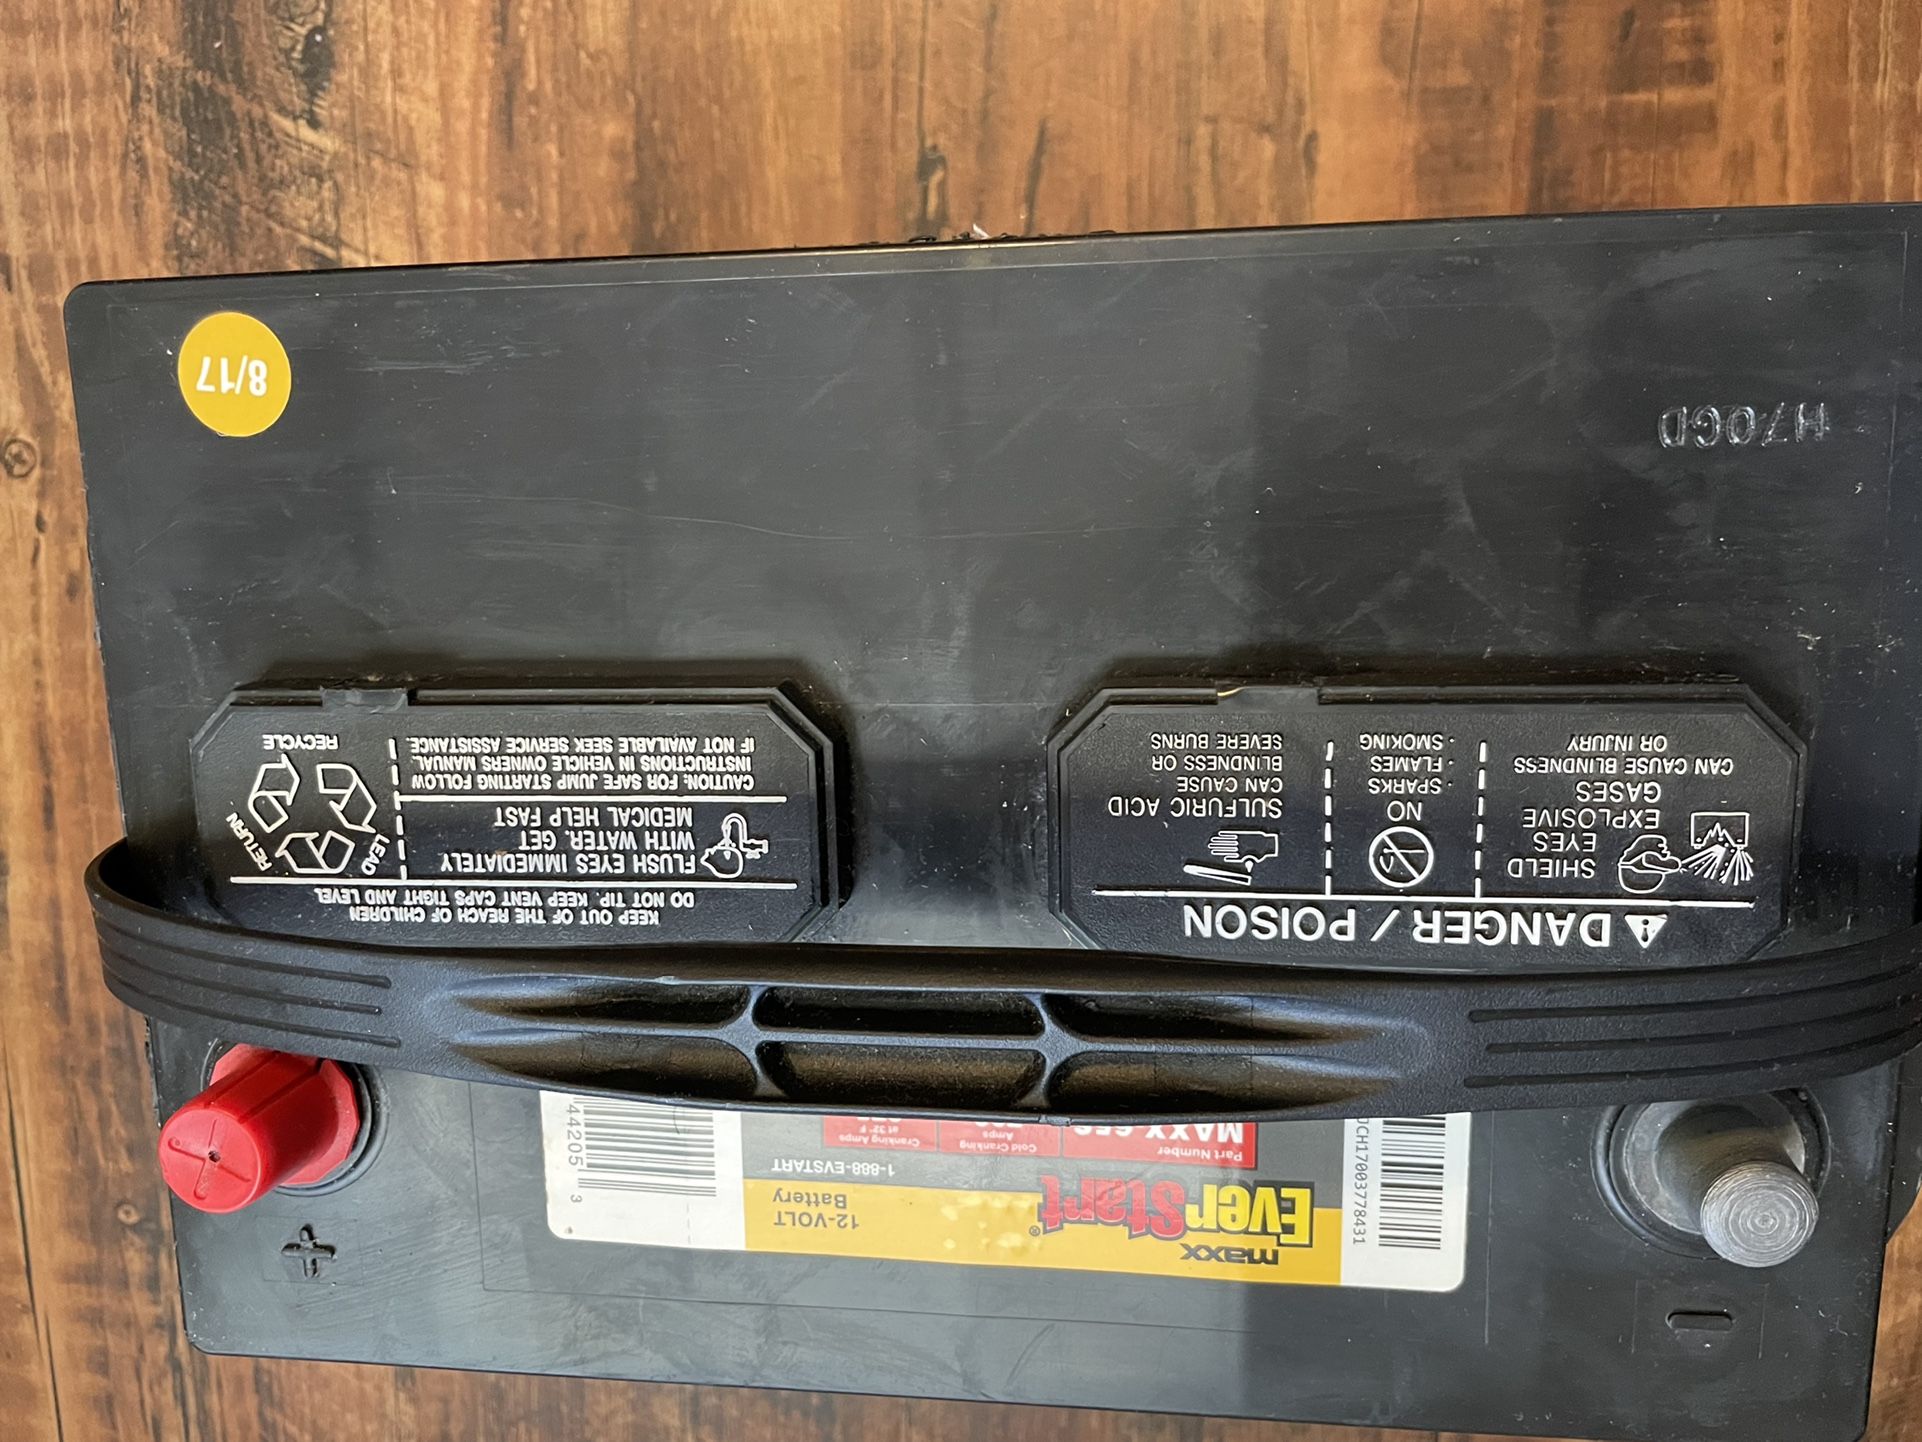 H7QGD
8/17
⚠ DANGER / POISON
SHIELD
EYES
EXPLOSIVE
GASES
CAN CAUSE BLINDNESS
OR INJURY
NO
• SPARKS
• FLAMES
• SMOKING
SULFURIC ACID
CAN CAUSE
BLINDNESS OR
SEVERE BURNS
KEEP OUT OF THE REACH OF CHILDREN
DO NOT TIP. KEEP VENT CAPS TIGHT AND LEVEL
FLUSH EYES IMMEDIATELY
WITH WATER, GET
MEDICAL HELP FAST
CAUTION: FOR SAFE JUMP STARTING FOLLOW
INSTRUCTIONS IN VEHICLE OWNERS MANUAL.
IF NOT AVAILABLE SEEK SERVICE ASSISTANCE.
LEAD
RETURN
RECYCLE
maxx
EverStart®
12-VOLT
Battery
1-888-EVSTART
Part Number
MAXX-65S
Cold Cranking
Amps
Cranking Amps
at 32° F
JCH17003778431
44205 3
+
−